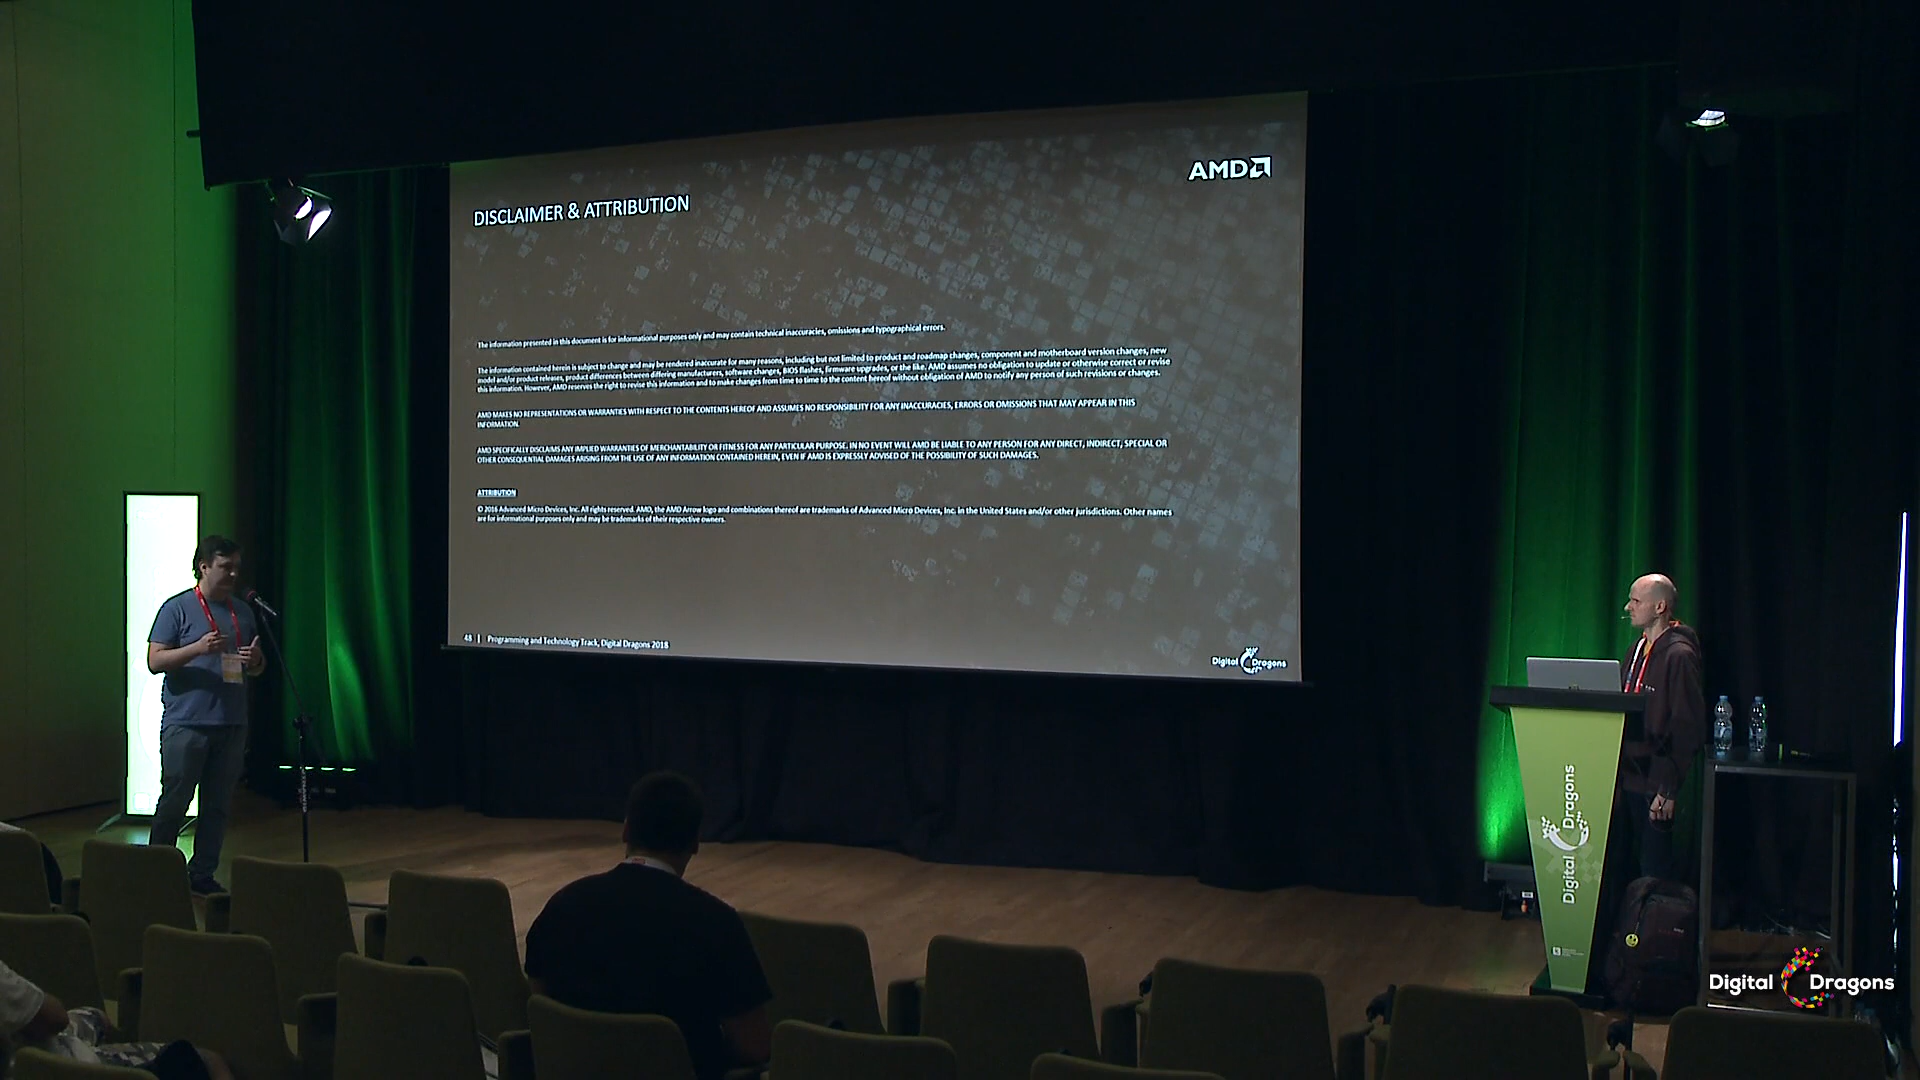 AMD
DISCLAIMER & ATTRIBUTION
The information presented in this document is for informational purposes only and may contain technical inaccuracies, omissions and typographical errors.
The information contained herein is subject to change and may be rendered inaccurate for many reasons, including but not limited to product and roadmap changes, component and motherboard version changes, new
model and/or product releases, product differences between differing manufacturers, software changes, BIOS flashes, firmware upgrades, or the like. AMD assumes no obligation to update or otherwise correct or revise
this information. However, AMD reserves the right to revise this information and to make changes from time to time to the content hereof without obligation of AMD to notify any person of such revisions or changes.
AMD MAKES NO REPRESENTATIONS OR WARRANTIES WITH RESPECT TO THE CONTENTS HEREOF AND ASSUMES NO RESPONSIBILITY FOR ANY INACCURACIES, ERRORS OR OMISSIONS THAT MAY APPEAR IN THIS
INFORMATION.
AMD SPECIFICALLY DISCLAIMS ANY IMPLIED WARRANTIES OF MERCHANTABILITY OR FITNESS FOR ANY PARTICULAR PURPOSE. IN NO EVENT WILL AMD BE LIABLE TO ANY PERSON FOR ANY DIRECT, INDIRECT, SPECIAL OR
OTHER CONSEQUENTIAL DAMAGES ARISING FROM THE USE OF ANY INFORMATION CONTAINED HEREIN, EVEN IF AMD IS EXPRESSLY ADVISED OF THE POSSIBILITY OF SUCH DAMAGES.
ATTRIBUTION
© 2016 Advanced Micro Devices, Inc. All rights reserved. AMD, the AMD Arrow logo and combinations thereof are trademarks of Advanced Micro Devices, Inc. in the United States and/or other jurisdictions. Other names
are for informational purposes only and may be trademarks of their respective owners.
48 | Programming and Technology Track, Digital Dragons 2018
Digital Dragons
Digital Dragons
Digital Dragons